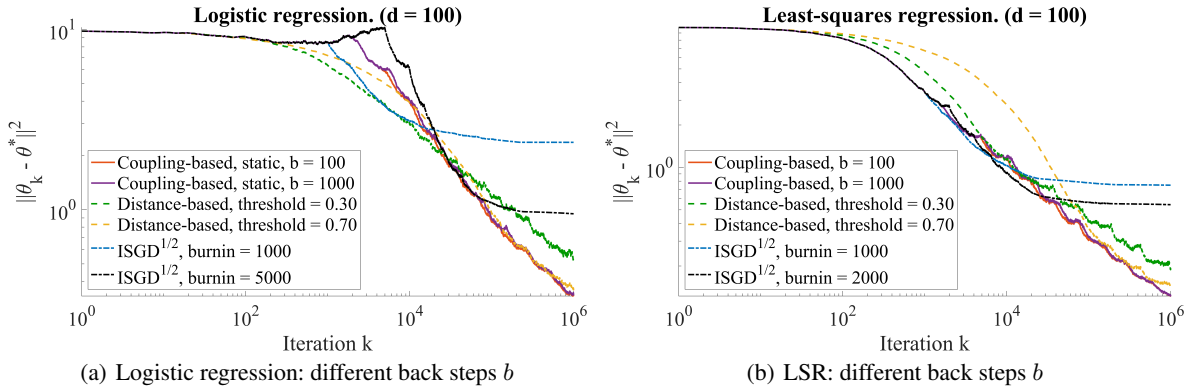 Logistic regression. (d = 100)
10^1
10^0
||θ_k - θ^*||^2
Coupling-based, static, b = 100
Coupling-based, static, b = 1000
Distance-based, threshold = 0.30
Distance-based, threshold = 0.70
ISGD^{1/2}, burnin = 1000
ISGD^{1/2}, burnin = 5000
10^0 10^2 10^4 10^6
Iteration k
(a) Logistic regression: different back steps b
Least-squares regression. (d = 100)
10^0
||θ_k - θ^*||^2
Coupling-based, b = 100
Coupling-based, b = 1000
Distance-based, threshold = 0.30
Distance-based, threshold = 0.70
ISGD^{1/2}, burnin = 1000
ISGD^{1/2}, burnin = 2000
10^0 10^2 10^4 10^6
Iteration k
(b) LSR: different back steps b